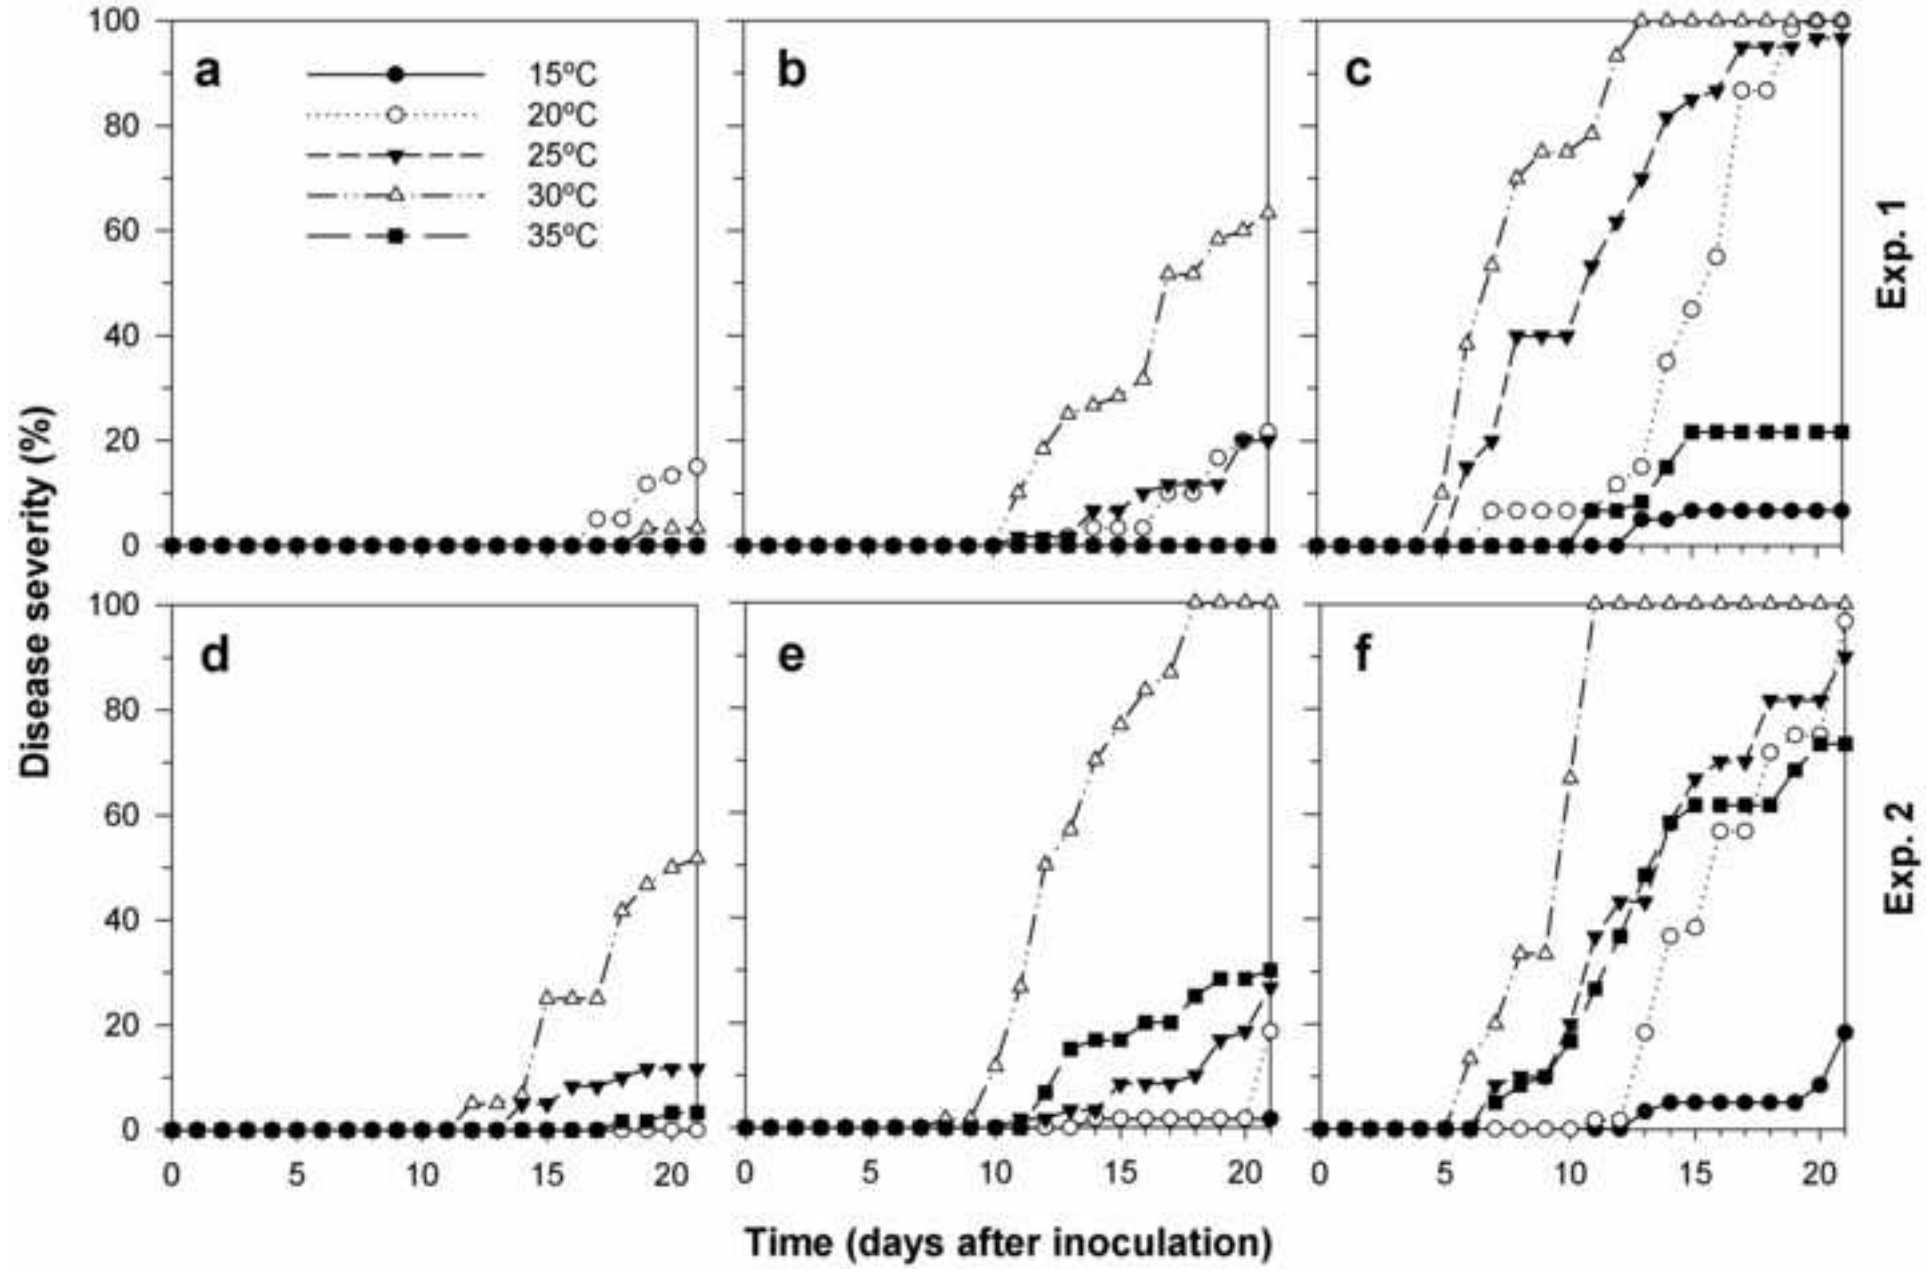 100
80
60
40
20
0
a
15ºC
20ºC
25ºC
30ºC
35ºC
b
c
Exp. 1
Disease severity (%)
100
80
60
40
20
0
d
e
f
Exp. 2
0 5 10 15 20
0 5 10 15 20
0 5 10 15 20
Time (days after inoculation)